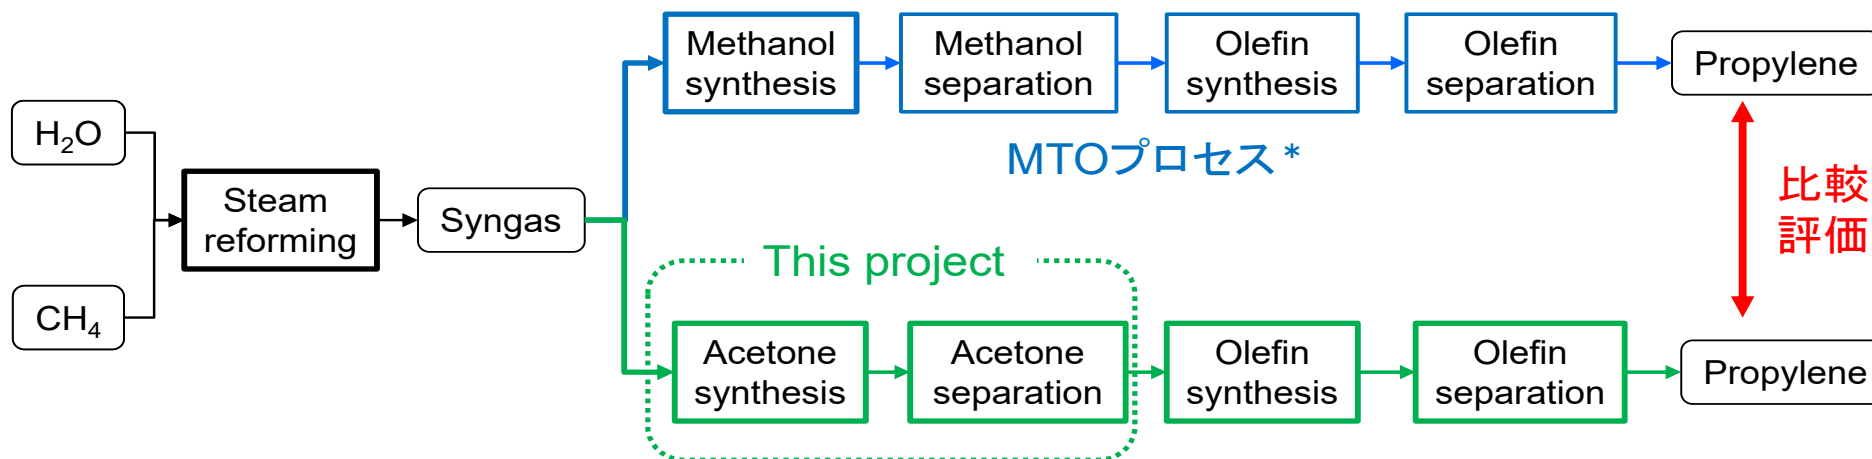 H₂O
CH₄
Steam
reforming
Syngas
Methanol
synthesis
Methanol
separation
Olefin
synthesis
Olefin
separation
Propylene
MTOプロセス*
This project
Acetone
synthesis
Acetone
separation
Olefin
synthesis
Olefin
separation
Propylene
比較
評価